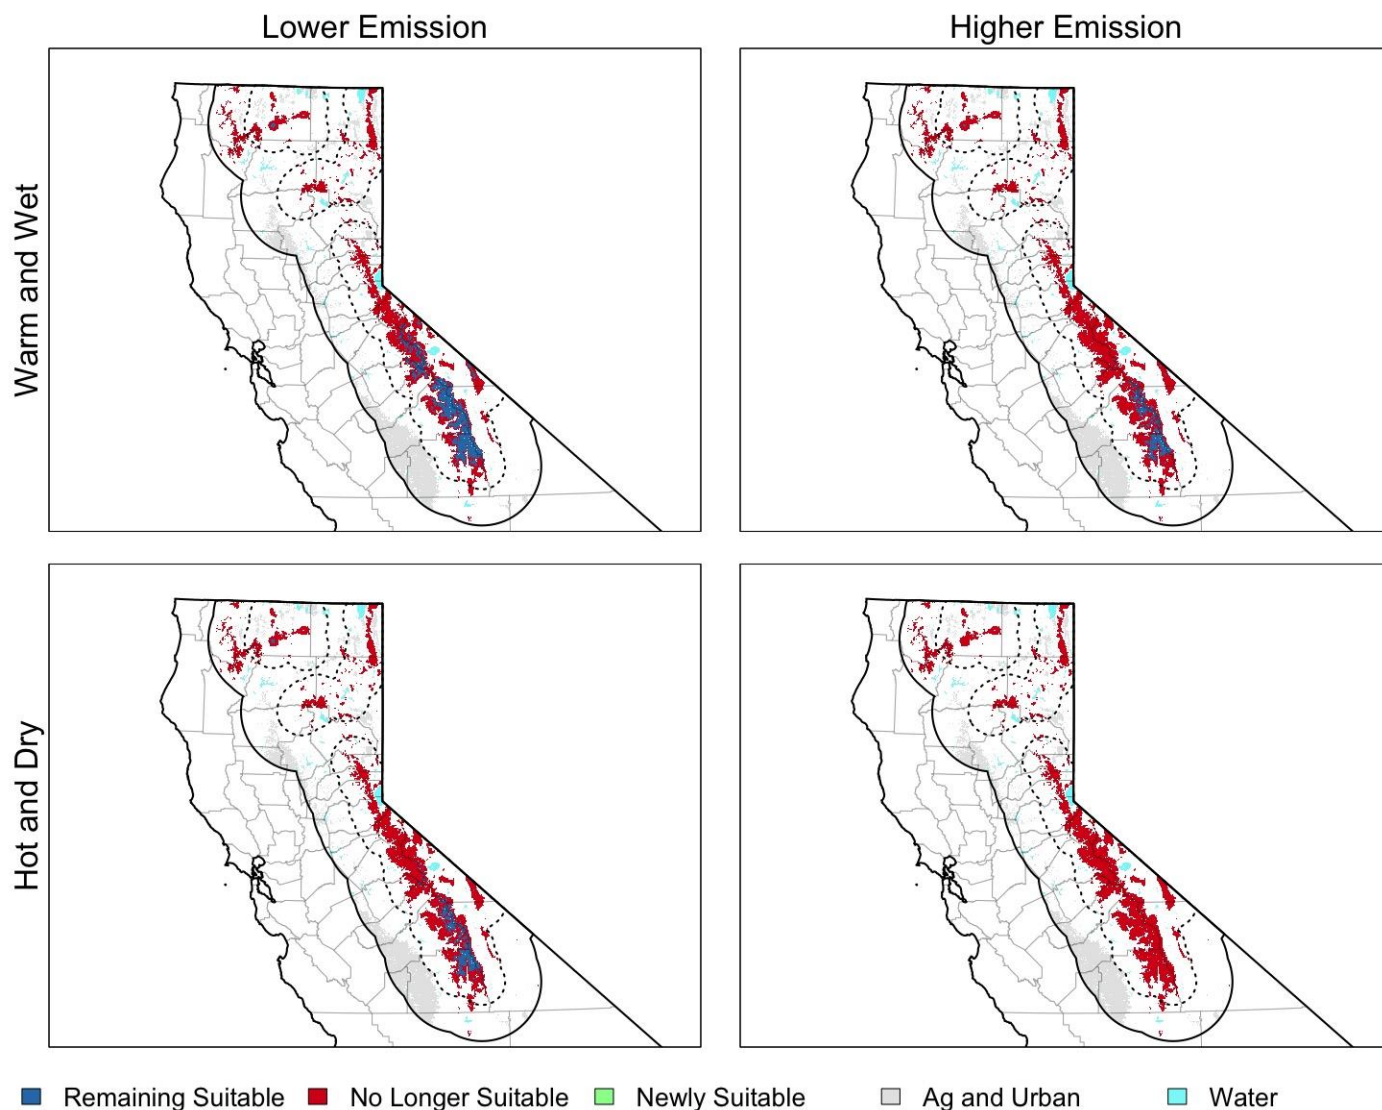 Lower Emission
Higher Emission
Warm and Wet
Hot and Dry
Remaining Suitable
No Longer Suitable
Newly Suitable
Ag and Urban
Water